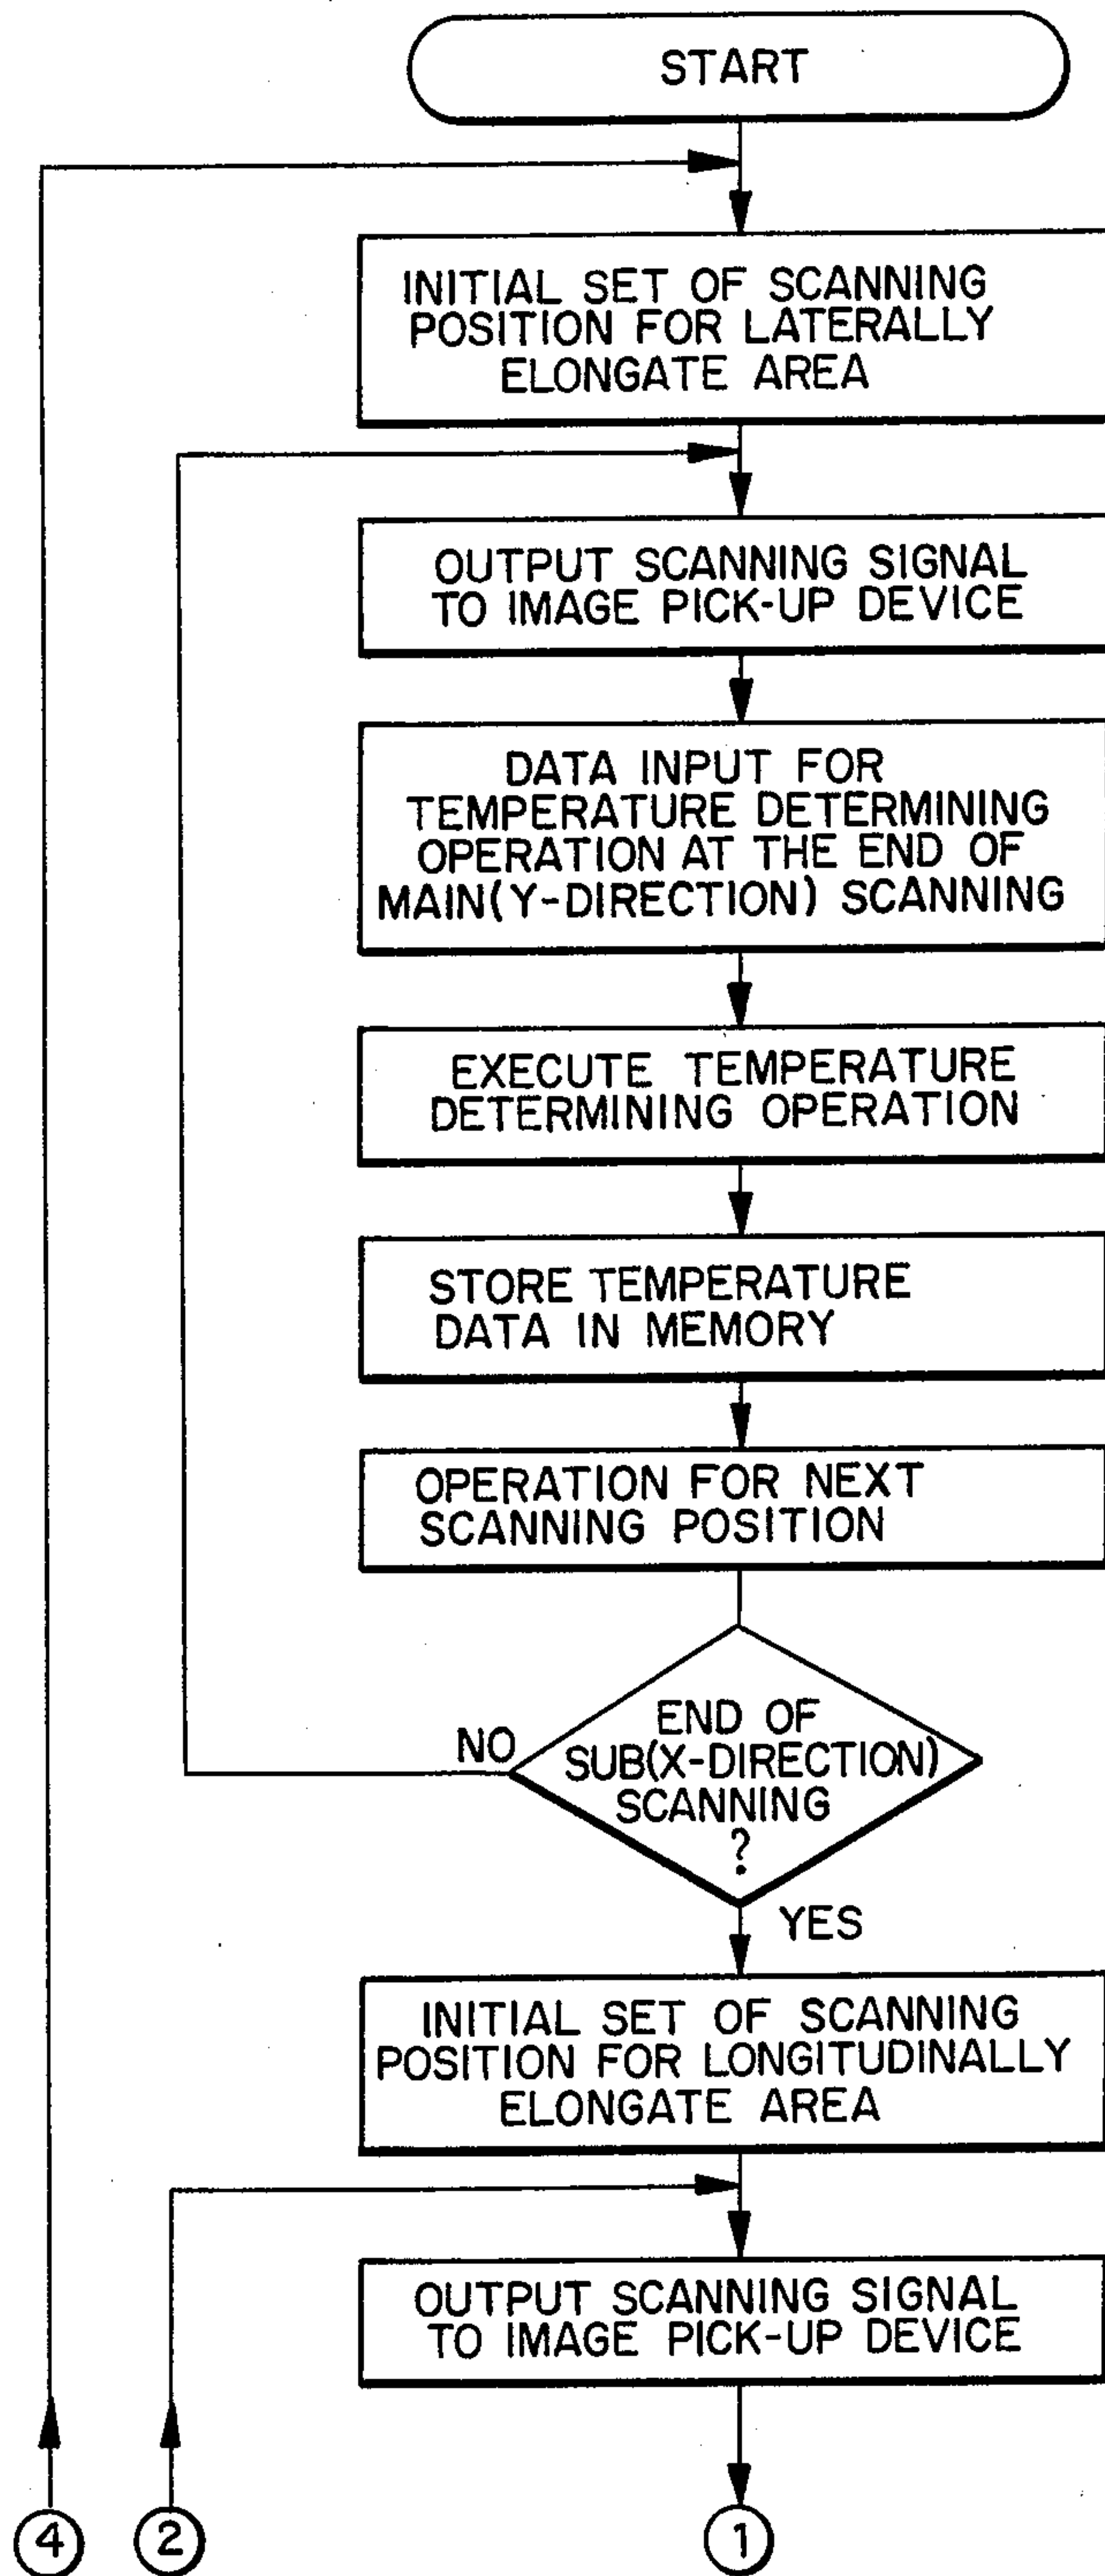 START
INITIAL SET OF SCANNING
POSITION FOR LATERALLY
ELONGATE AREA
OUTPUT SCANNING SIGNAL
TO IMAGE PICK-UP DEVICE
DATA INPUT FOR
TEMPERATURE DETERMINING
OPERATION AT THE END OF
MAIN(Y-DIRECTION) SCANNING
EXECUTE TEMPERATURE
DETERMINING OPERATION
STORE TEMPERATURE
DATA IN MEMORY
OPERATION FOR NEXT
SCANNING POSITION
END OF
NO SUB(X-DIRECTION)
SCANNING
?
YES
INITIAL SET OF SCANNING
POSITION FOR LONGITUDINALLY
ELONGATE AREA
OUTPUT SCANNING SIGNAL
TO IMAGE PICK-UP DEVICE
4 2 1